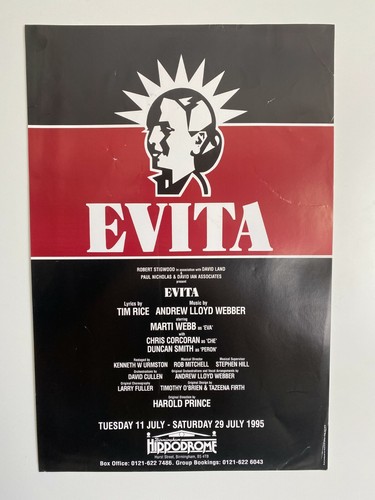 EVITA
ROBERT STIGWOOD in association with DAVID LAND
PAUL NICHOLAS & DAVID IAN ASSOCIATES
present
EVITA
Lyrics by Music by
TIM RICE ANDREW LLOYD WEBBER
starring
MARTI WEBB as 'EVA'
with
CHRIS CORCORAN as 'CHE'
DUNCAN SMITH as 'PERON'
Restaged by Musical Director Musical Supervisor
KENNETH W URMSTON ROB MITCHELL STEPHEN HILL
Orchestrations by Original Orchestrations and Vocal Arrangements by
DAVID CULLEN ANDREW LLOYD WEBBER
Original Choreography Original Design by
LARRY FULLER TIMOTHY O'BRIEN & TAZEENA FIRTH
Original Direction by
HAROLD PRINCE
TUESDAY 11 JULY - SATURDAY 29 JULY 1995
HIPPODROME
Hurst Street, Birmingham, B5 4TB
Box Office: 0121-622 7486. Group Bookings: 0121-622 6643